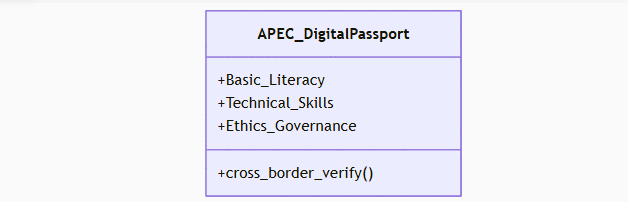 APEC_DigitalPassport
+Basic_Literacy
+Technical_Skills
+Ethics_Governance
+cross_border_verify()